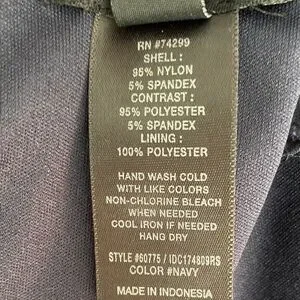 RN #74299
SHELL :
95% NYLON
5% SPANDEX
CONTRAST :
95% POLYESTER
5% SPANDEX
LINING :
100% POLYESTER
HAND WASH COLD
WITH LIKE COLORS
NON-CHLORINE BLEACH
WHEN NEEDED
COOL IRON IF NEEDED
HANG DRY
STYLE #60775 / IDC174809RS
COLOR #NAVY
MADE IN INDONESIA